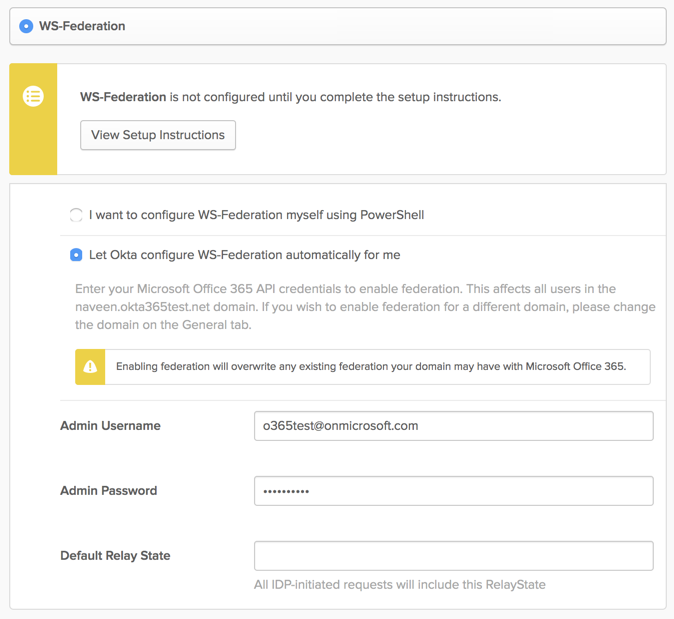 WS-Federation
WS-Federation is not configured until you complete the setup instructions.
View Setup Instructions
I want to configure WS-Federation myself using PowerShell
Let Okta configure WS-Federation automatically for me
Enter your Microsoft Office 365 API credentials to enable federation. This affects all users in the
naveen.okta365test.net domain. If you wish to enable federation for a different domain, please change
the domain on the General tab.
Enabling federation will overwrite any existing federation your domain may have with Microsoft Office 365.
Admin Username
o365test@onmicrosoft.com
Admin Password
••••••••••
Default Relay State
All IDP-initiated requests will include this RelayState